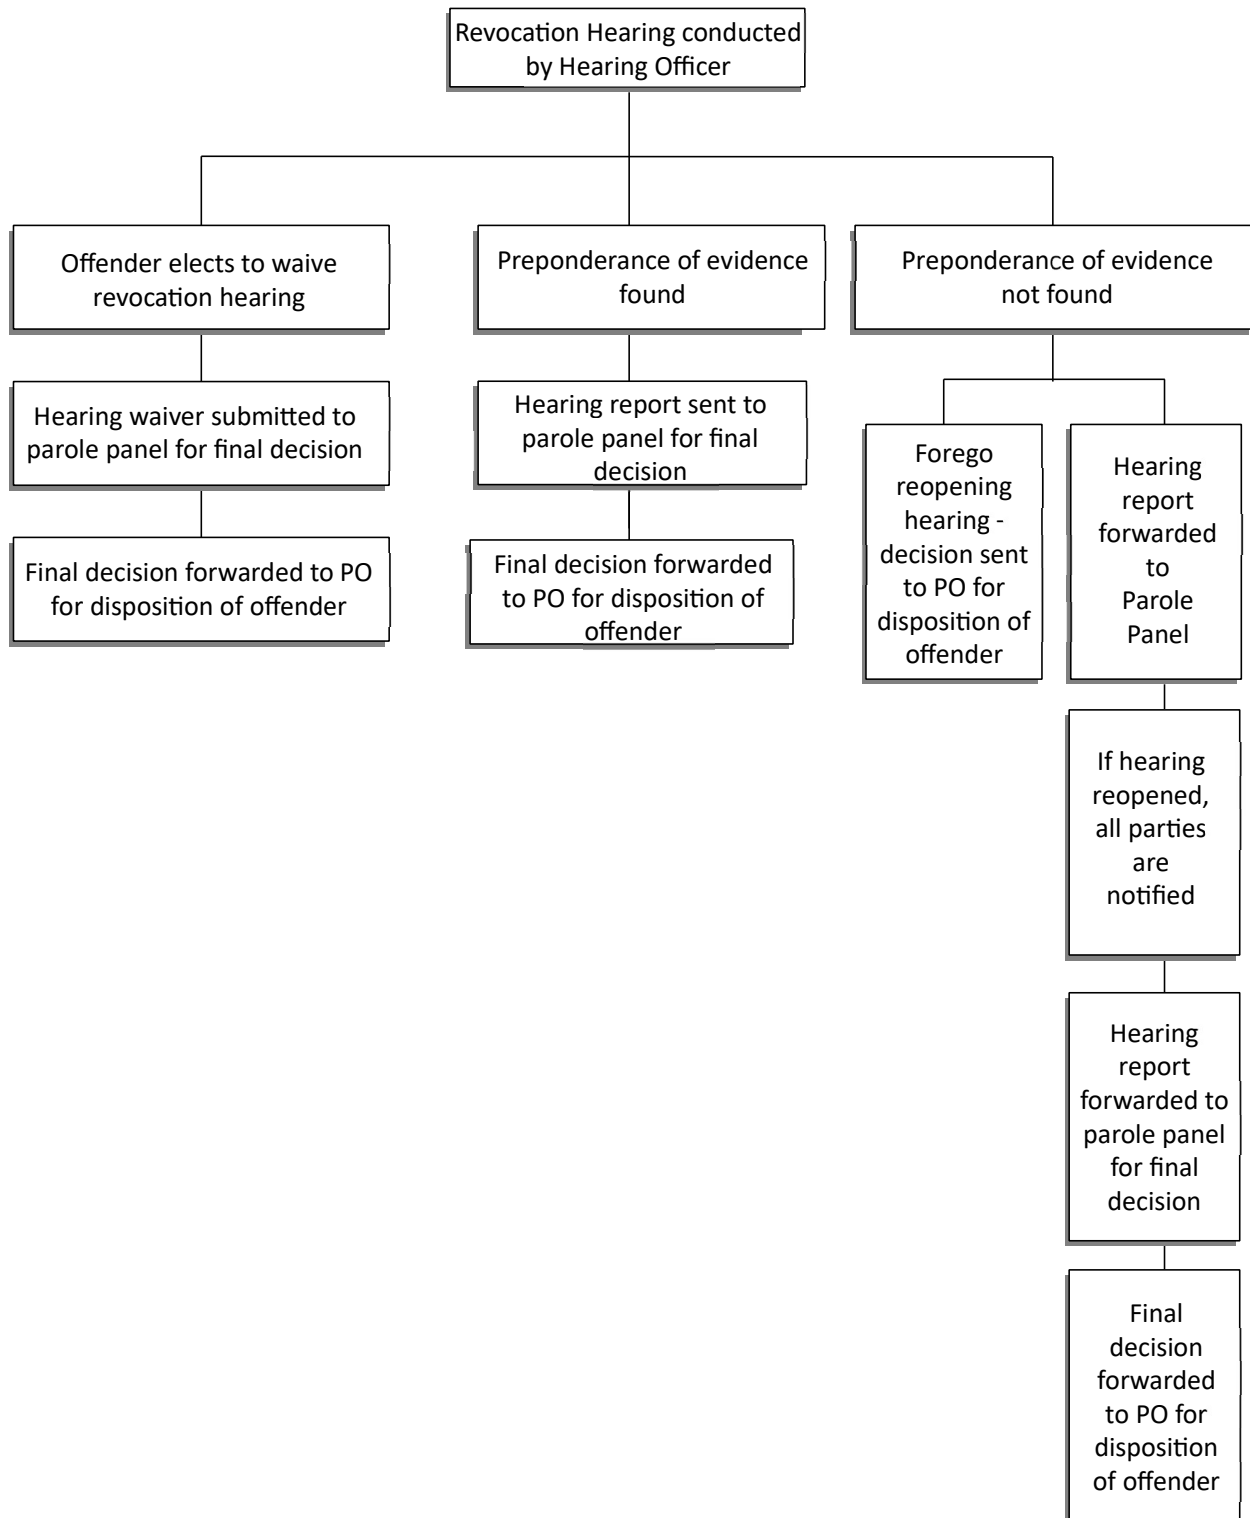 Revocation Hearing conducted
by Hearing Officer
Offender elects to waive
revocation hearing
Preponderance of evidence
found
Preponderance of evidence
not found
Hearing waiver submitted to
parole panel for final decision
Hearing report sent to
parole panel for final
decision
Forego
reopening
hearing -
decision sent
to PO for
disposition of
offender
Hearing
report
forwarded
to
Parole
Panel
Final decision forwarded to PO
for disposition of offender
Final decision forwarded
to PO for disposition of
offender
If hearing
reopened,
all parties
are
notified
Hearing
report
forwarded to
parole panel
for final
decision
Final
decision
forwarded
to PO for
disposition
of offender